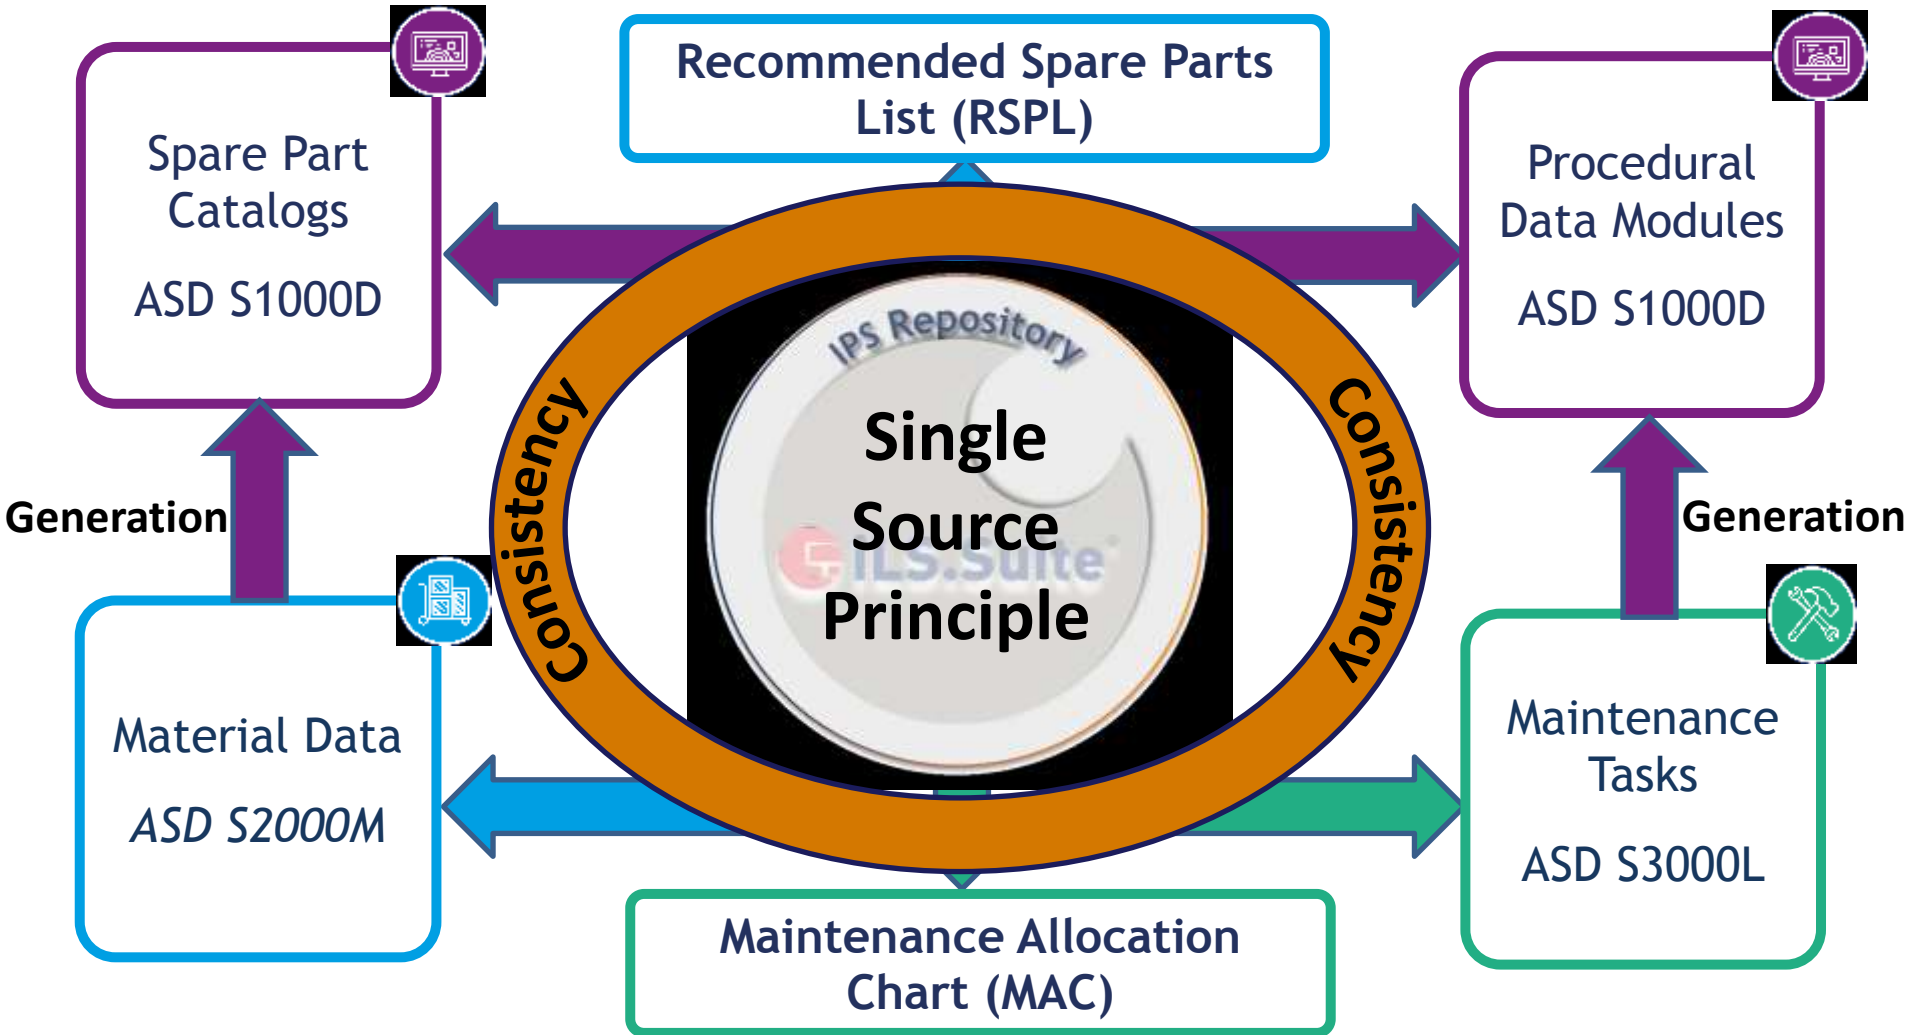 Recommended Spare Parts
List (RSPL)
Spare Part
Catalogs
ASD S1000D
Procedural
Data Modules
ASD S1000D
IPS Repository
Consistency
Consistency
Single
Source
Principle
iLS.Suite
Generation
Generation
Material Data
ASD S2000M
Maintenance
Tasks
ASD S3000L
Maintenance Allocation
Chart (MAC)